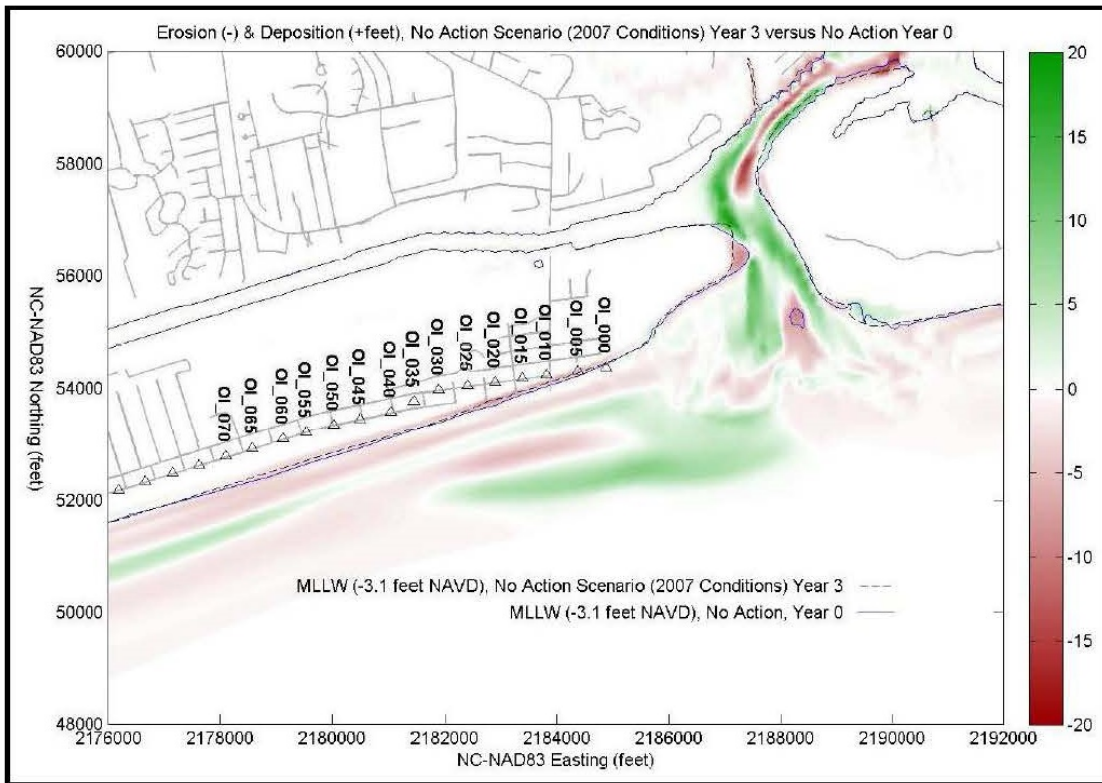 Erosion (-) & Deposition (+feet), No Action Scenario (2007 Conditions) Year 3 versus No Action Year 0
60000
58000
56000
54000
52000
50000
48000
NC-NAD83 Northing (feet)
OI_070
OI_065
OI_060
OI_055
OI_050
OI_045
OI_040
OI_035
OI_030
OI_025
OI_020
OI_015
OI_010
OI_005
OI_000
MLLW (-3.1 feet NAVD), No Action Scenario (2007 Conditions) Year 3
MLLW (-3.1 feet NAVD), No Action, Year 0
2176000 2178000 2180000 2182000 2184000 2186000 2188000 2190000 2192000
NC-NAD83 Easting (feet)
20
15
10
5
0
-5
-10
-15
-20